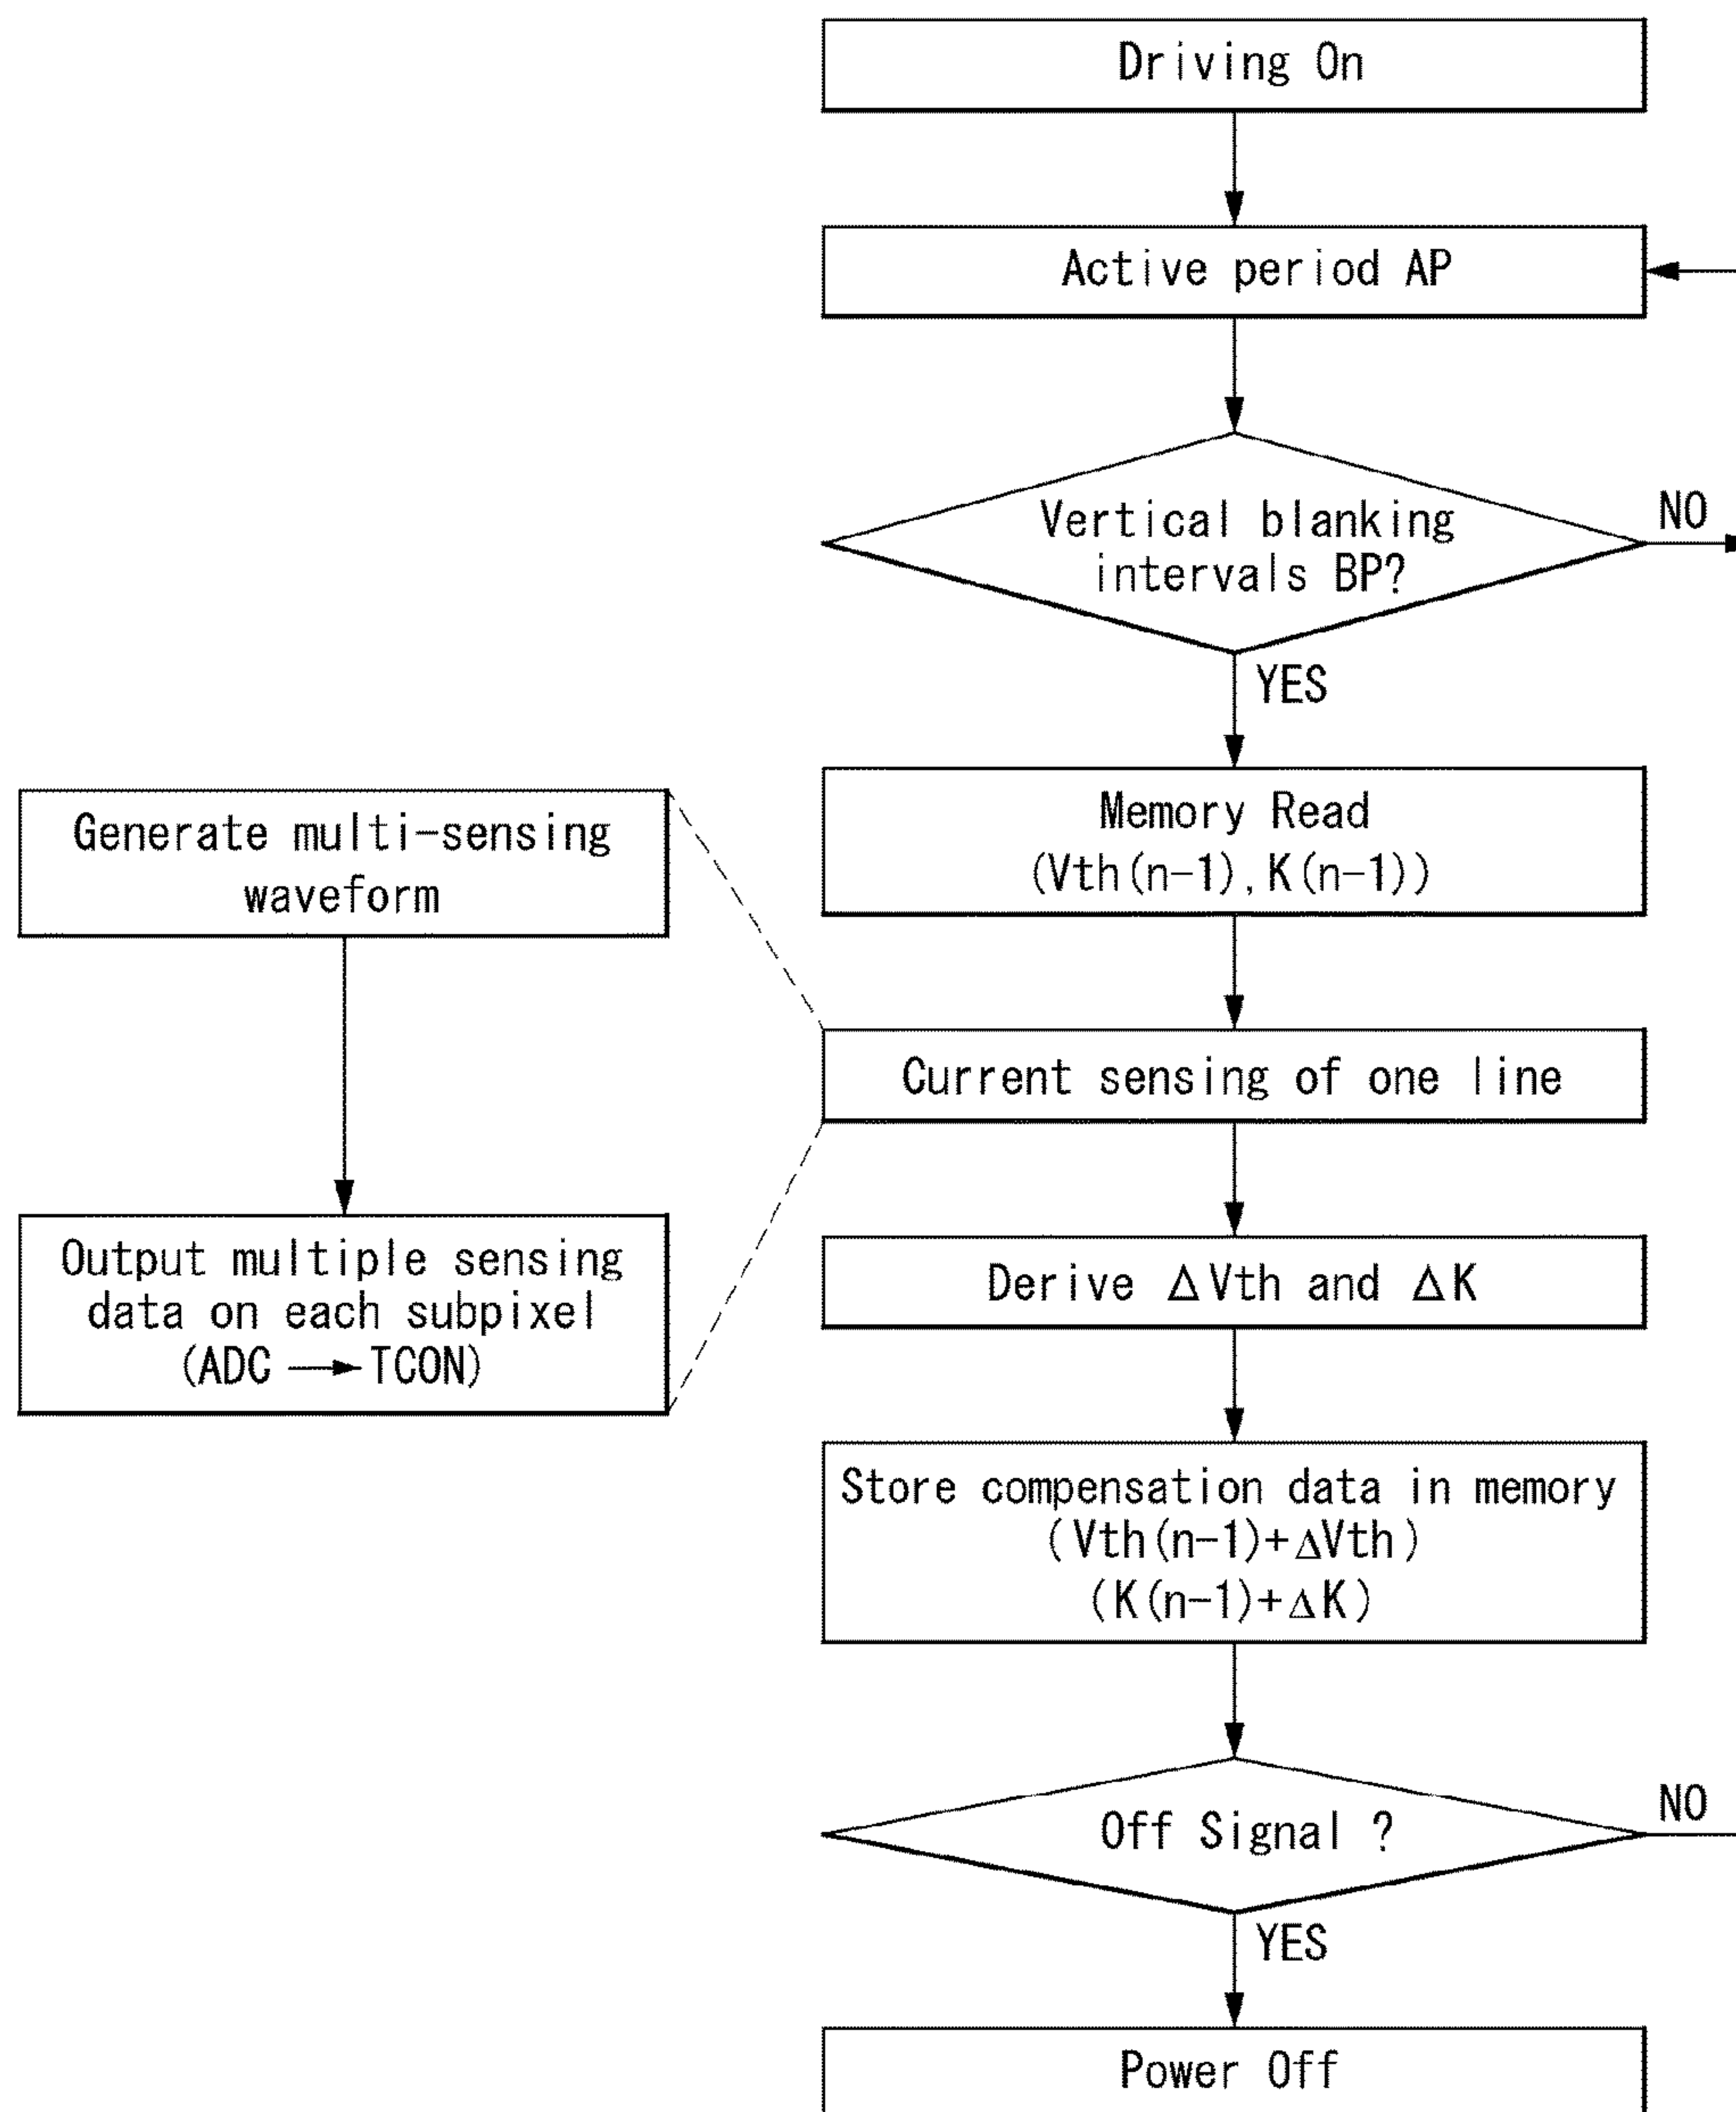 Driving On
Active period AP
Vertical blanking
intervals BP?
NO
YES
Memory Read
(Vth(n-1),K(n-1))
Generate multi-sensing
waveform
Current sensing of one line
Output multiple sensing
data on each subpixel
(ADC → TCON)
Derive ΔVth and ΔK
Store compensation data in memory
(Vth(n-1)+ΔVth)
(K(n-1)+ΔK)
Off Signal ?
NO
YES
Power Off